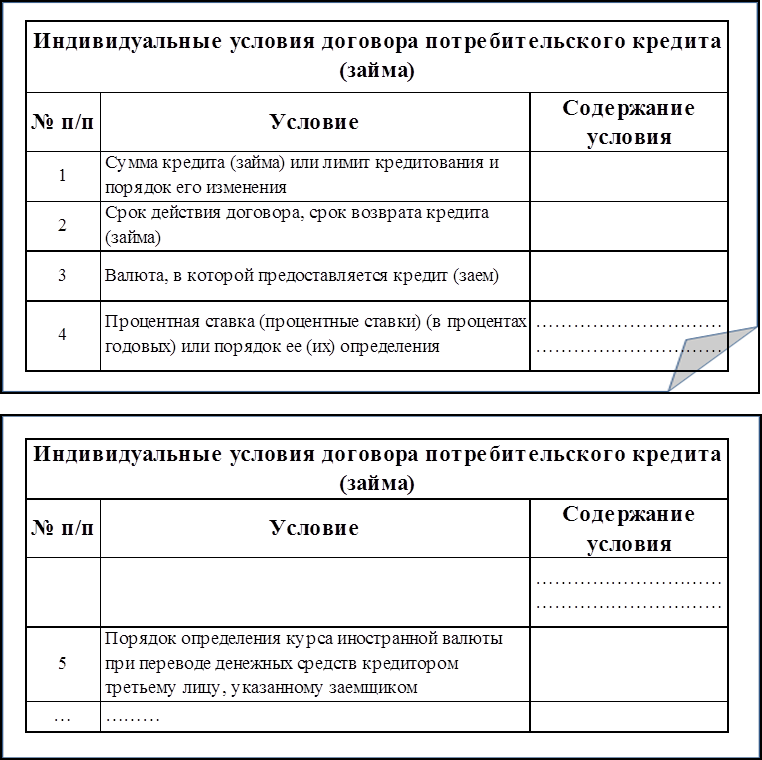 Индивидуальные условия договора потребительского кредита
(займа)
№ п/п
Условие
Содержание
условия
1
Сумма кредита (займа) или лимит кредитования и
порядок его изменения
2
Срок действия договора, срок возврата кредита
(займа)
3
Валюта, в которой предоставляется кредит (заем)
4
Процентная ставка (процентные ставки) (в процентах
годовых) или порядок ее (их) определения
…………………………
…………………………
Индивидуальные условия договора потребительского кредита
(займа)
№ п/п
Условие
Содержание
условия
…………………………
…………………………
5
Порядок определения курса иностранной валюты
при переводе денежных средств кредитором
третьему лицу, указанному заемщиком
…
………